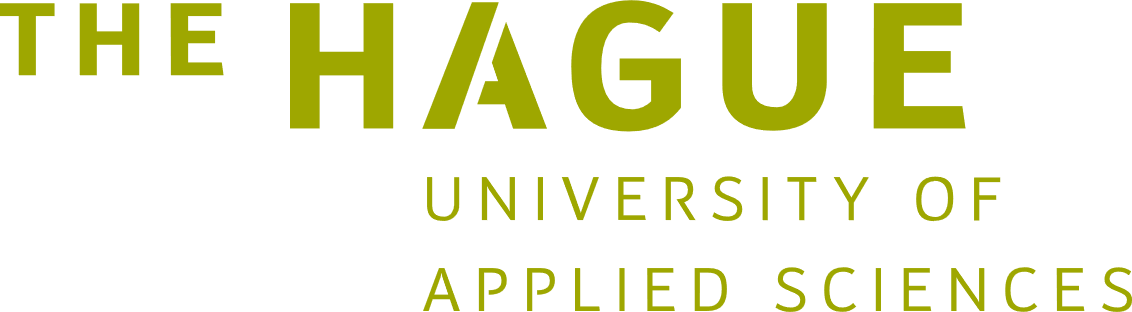 THE HAGUE
UNIVERSITY OF
APPLIED SCIENCES